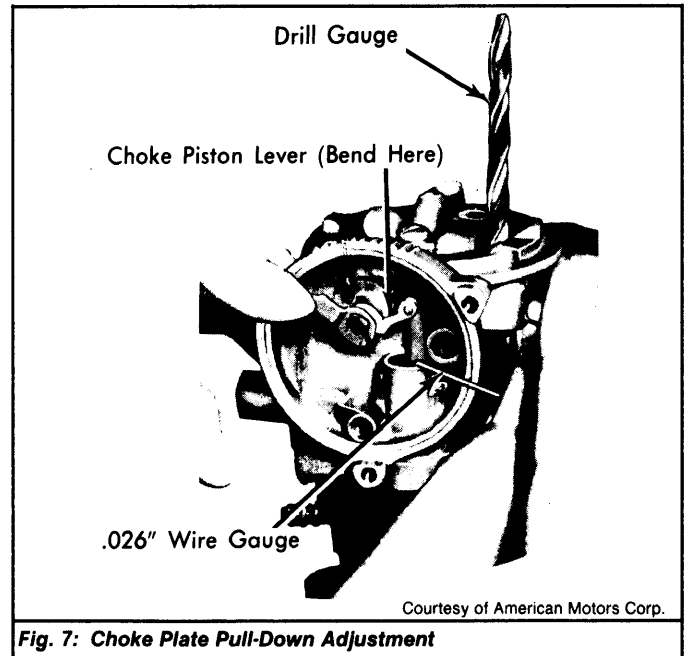 Drill Gauge
Choke Piston Lever (Bend Here)
.026" Wire Gauge
Courtesy of American Motors Corp.
Fig. 7: Choke Plate Pull-Down Adjustment